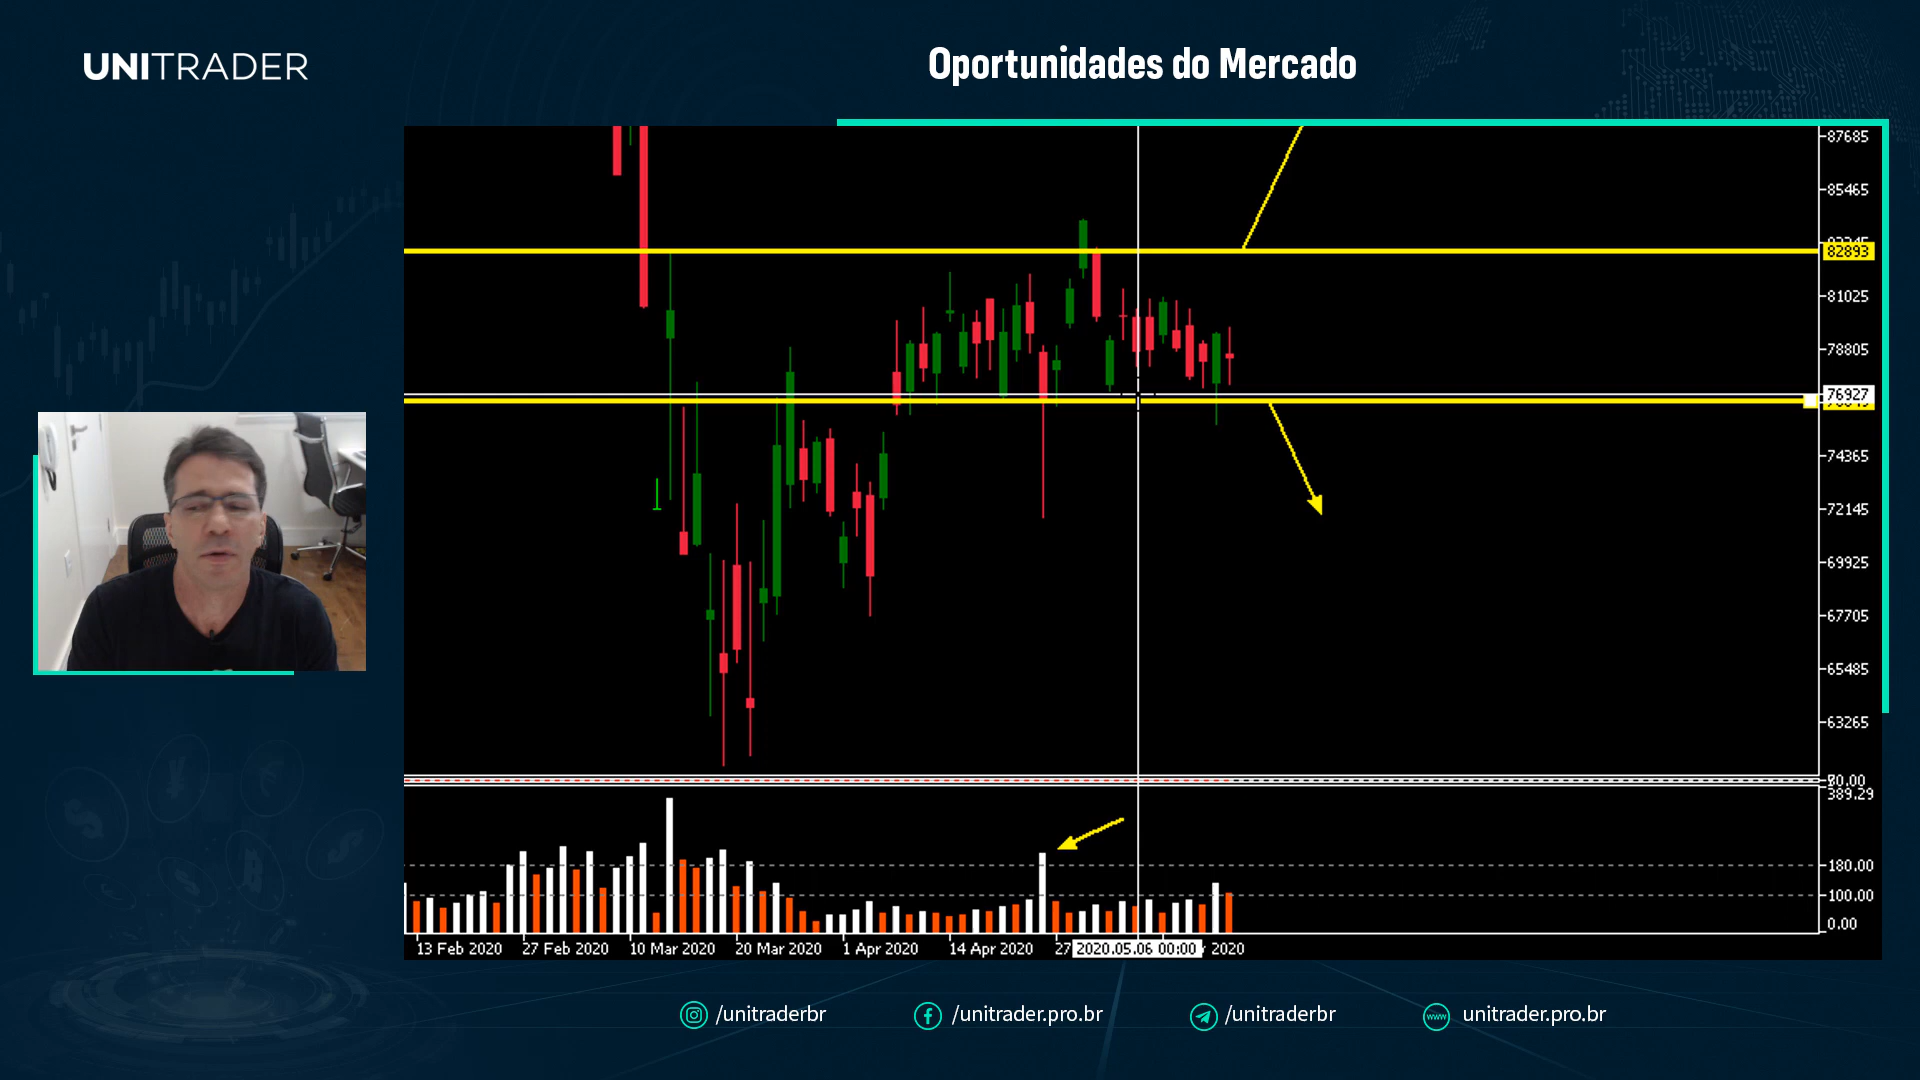 UNITRADER
Oportunidades do Mercado
87685
85465
82893
81025
78805
76927
74365
72145
69925
67705
65485
63265
389.29
180.00
100.00
0.00
13 Feb 2020
27 Feb 2020
10 Mar 2020
20 Mar 2020
1 Apr 2020
14 Apr 2020
27
2020.05.06 00:00
2020
/unitraderbr
/unitrader.pro.br
/unitraderbr
www
unitrader.pro.br